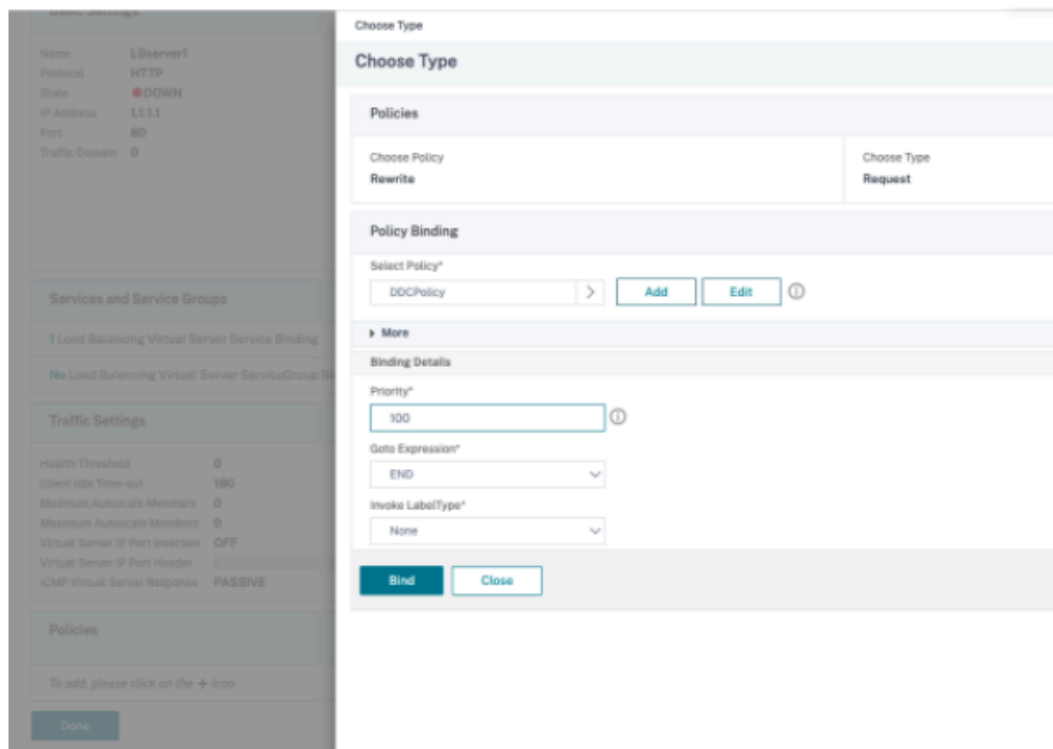 Basic Settings
Name LBserver1
Protocol HTTP
State DOWN
IP Address 1.1.1.1
Port 80
Traffic Domain 0
Services and Service Groups
1 Load Balancing Virtual Server Service Binding
No Load Balancing Virtual Server ServiceGroup Bin
Traffic Settings
Health Threshold 0
Client Idle Time-out 180
Minimum Autoscale Members 0
Maximum Autoscale Members 0
Virtual Server IP Port Insertion OFF
Virtual Server IP Port Header -
ICMP Virtual Server Response PASSIVE
Policies
To add, please click on the + icon
Done
Choose Type
Choose Type
Policies
Choose Policy
Rewrite
Choose Type
Request
Policy Binding
Select Policy*
DDCPolicy
Add
Edit
More
Binding Details
Priority*
100
Goto Expression*
END
Invoke LabelType*
None
Bind
Close